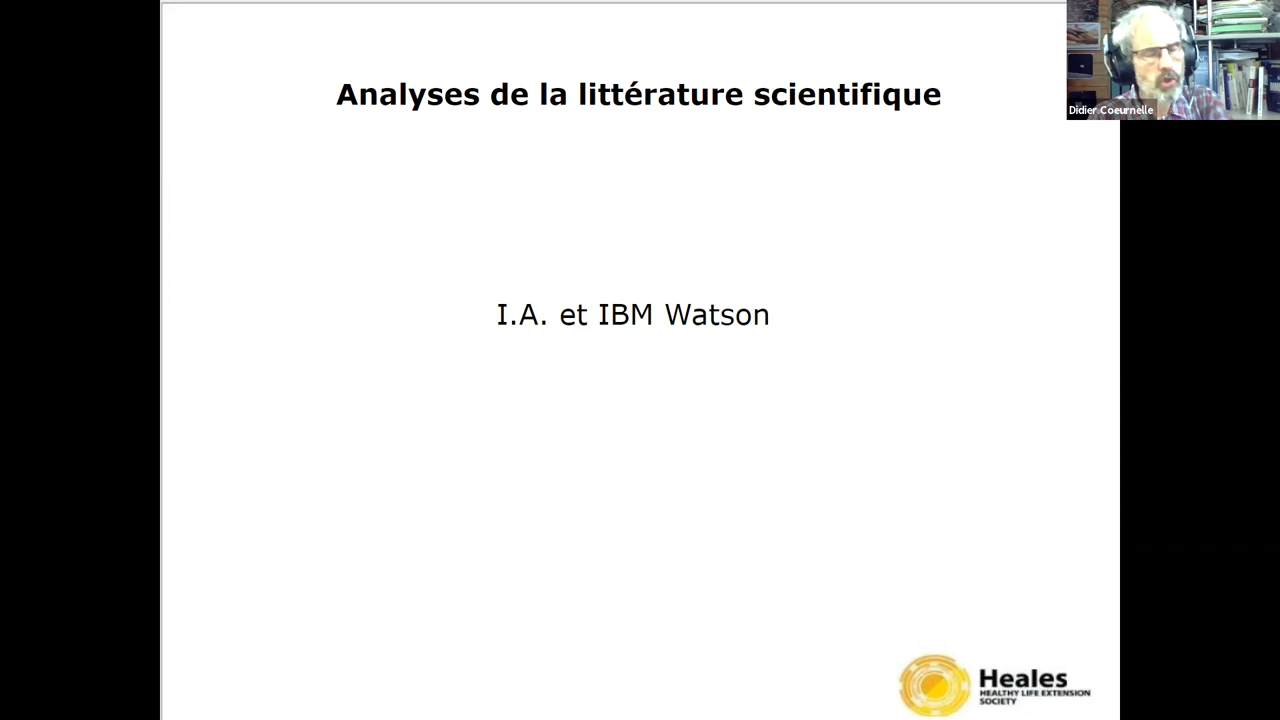 Analyses de la littérature scientifique
Didier Coeurnelle
I.A. et IBM Watson
Heales
HEALTHY LIFE EXTENSION
SOCIETY